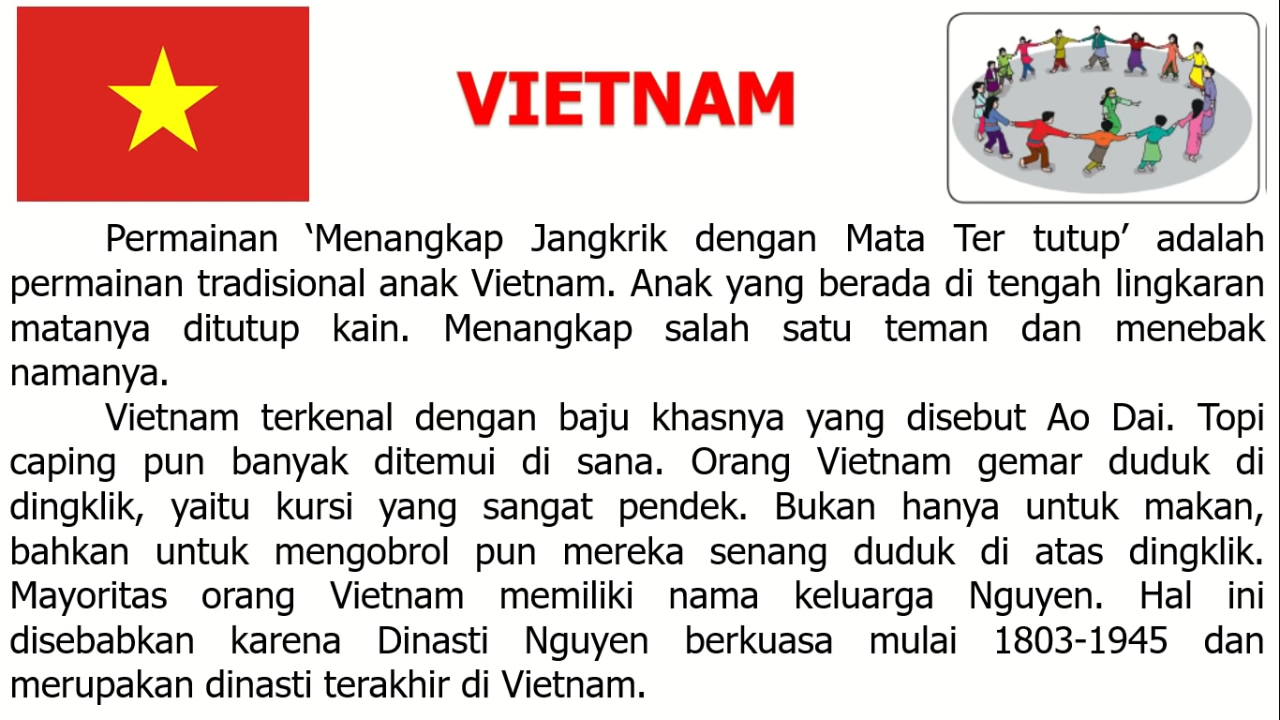 VIETNAM
Permainan ‘Menangkap Jangkrik dengan Mata Ter tutup’ adalah
permainan tradisional anak Vietnam. Anak yang berada di tengah lingkaran
matanya ditutup kain. Menangkap salah satu teman dan menebak
namanya.
Vietnam terkenal dengan baju khasnya yang disebut Ao Dai. Topi
caping pun banyak ditemui di sana. Orang Vietnam gemar duduk di
dingklik, yaitu kursi yang sangat pendek. Bukan hanya untuk makan,
bahkan untuk mengobrol pun mereka senang duduk di atas dingklik.
Mayoritas orang Vietnam memiliki nama keluarga Nguyen. Hal ini
disebabkan karena Dinasti Nguyen berkuasa mulai 1803-1945 dan
merupakan dinasti terakhir di Vietnam.